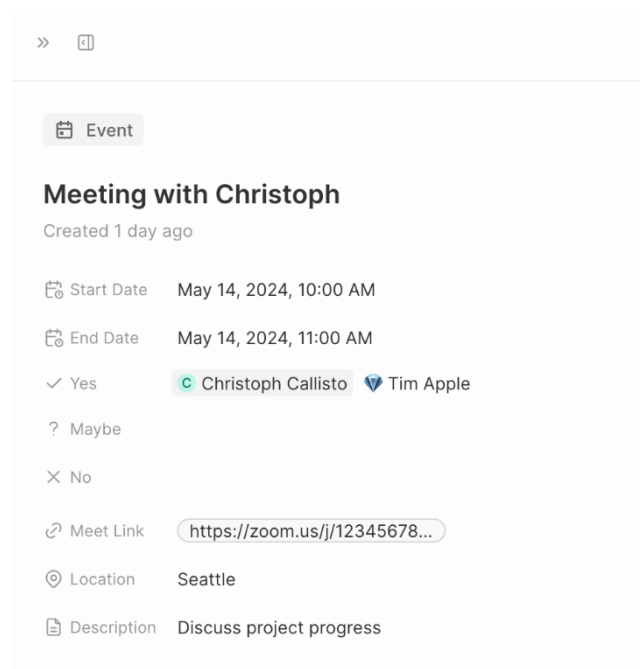 Event
Meeting with Christoph
Created 1 day ago
Start Date May 14, 2024, 10:00 AM
End Date May 14, 2024, 11:00 AM
Yes C Christoph Callisto Tim Apple
? Maybe
No
Meet Link https://zoom.us/j/12345678...
Location Seattle
Description Discuss project progress